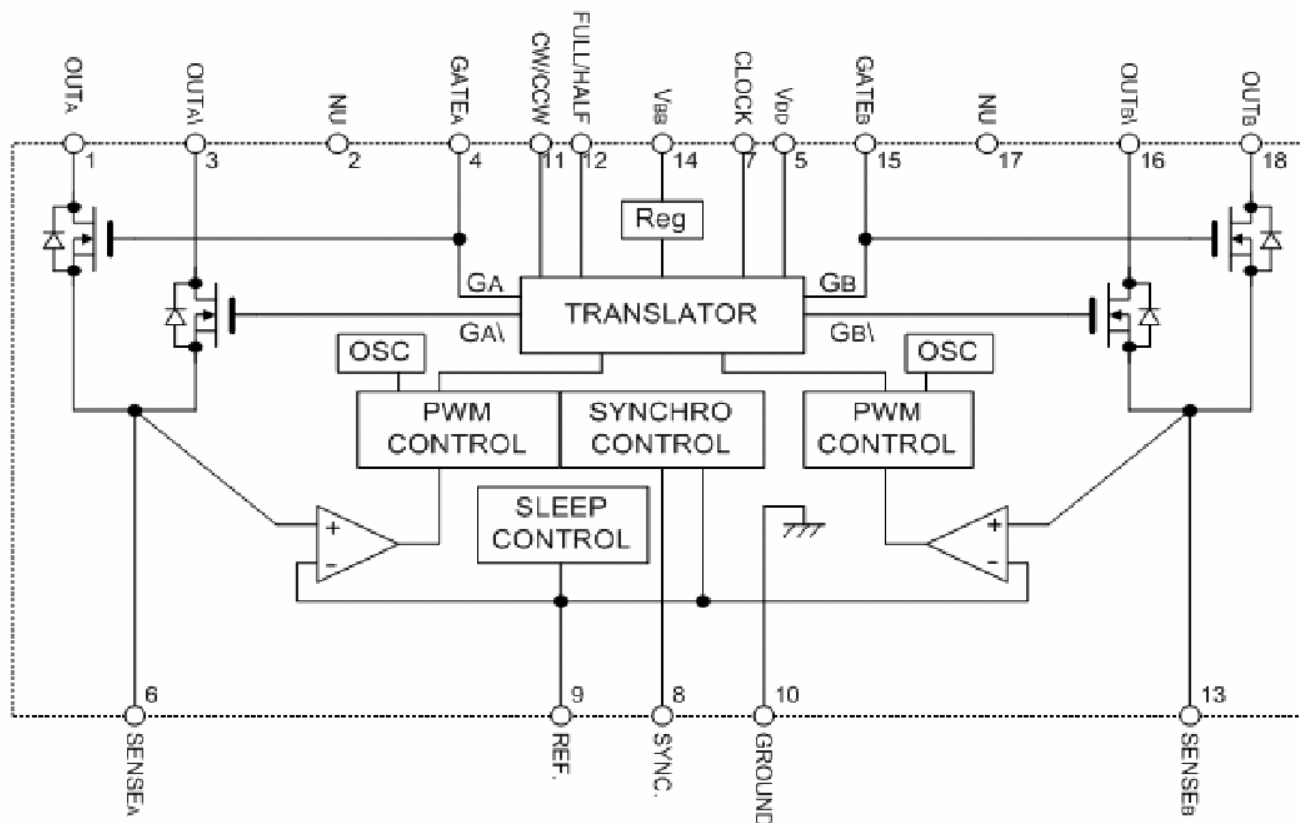 OUTA
OUTA\
NU
GATEA
CW/CCW
FULL/HALF
VBB
CLOCK
VDD
GATEB
NU
OUTB\
OUTB
1
3
2
4
11
12
14
7
5
15
17
16
18
Reg
GA
GB
TRANSLATOR
GA\
GB\
OSC
OSC
PWM
CONTROL
SYNCHRO
CONTROL
PWM
CONTROL
SLEEP
CONTROL
+
-
+
-
6
9
8
10
13
SENSEA
REF.
SYNC.
GROUND
SENSEB